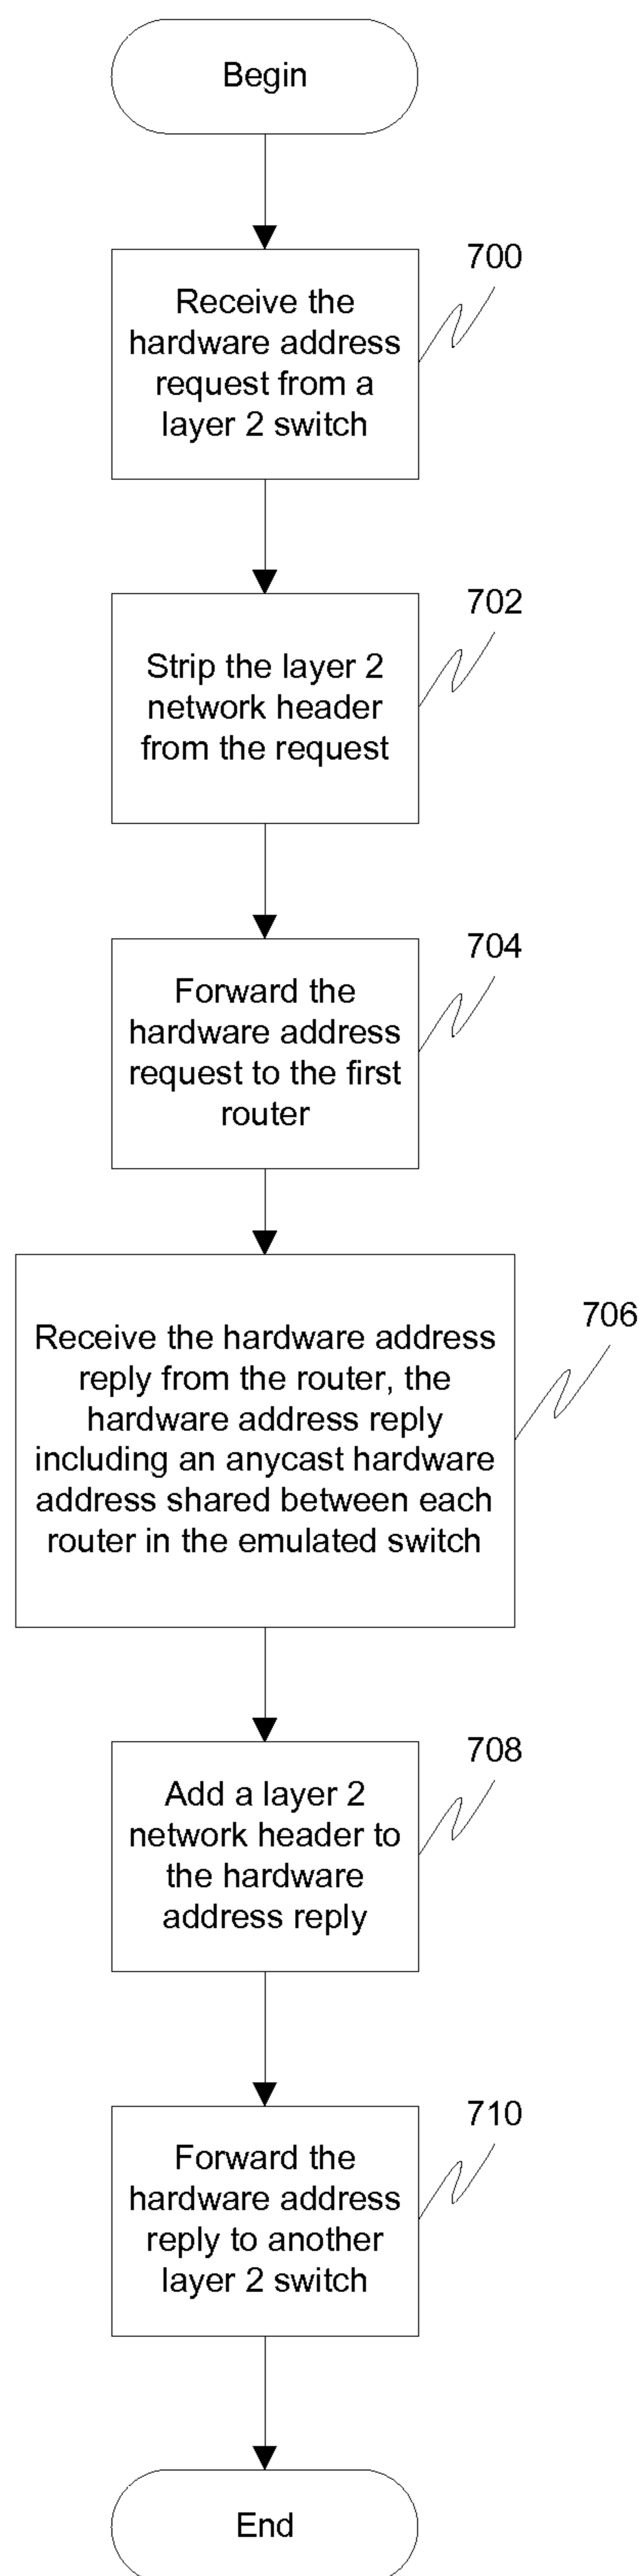 Begin
700
Receive the
hardware address
request from a
layer 2 switch
702
Strip the layer 2
network header
from the request
704
Forward the
hardware address
request to the first
router
706
Receive the hardware address
reply from the router, the
hardware address reply
including an anycast hardware
address shared between each
router in the emulated switch
708
Add a layer 2
network header to
the hardware
address reply
710
Forward the
hardware address
reply to another
layer 2 switch
End